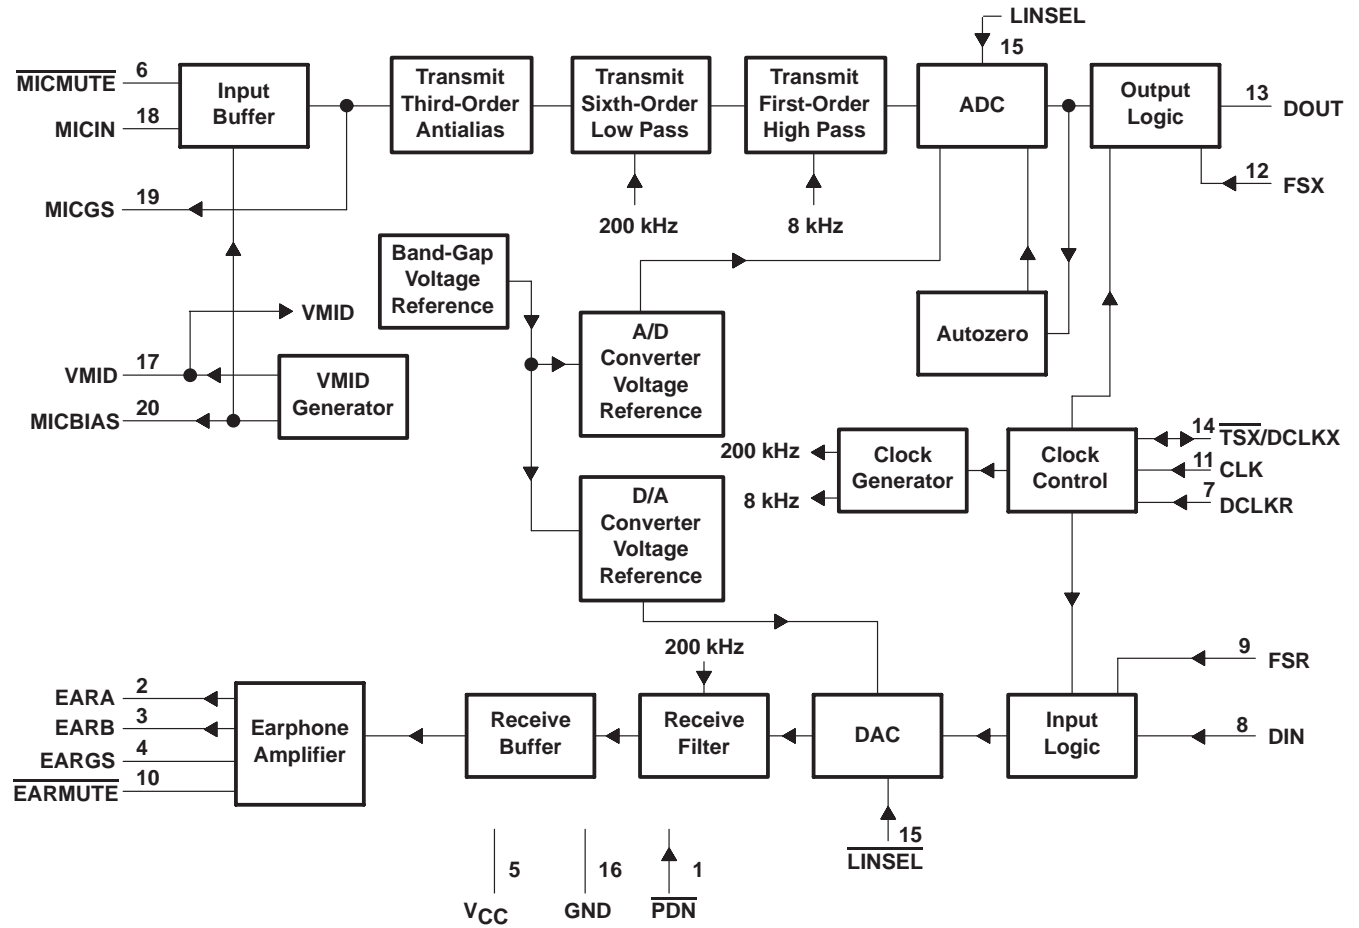 LINSEL
15
MICMUTE
6
MICIN
18
Input
Buffer
Transmit
Third-Order
Antialias
Transmit
Sixth-Order
Low Pass
Transmit
First-Order
High Pass
ADC
Output
Logic
13
DOUT
12
FSX
MICGS
19
200 kHz
8 kHz
Band-Gap
Voltage
Reference
VMID
VMID
17
MICBIAS
20
VMID
Generator
A/D
Converter
Voltage
Reference
Autozero
200 kHz
8 kHz
Clock
Generator
Clock
Control
14
TSX/DCLKX
11
CLK
7
DCLKR
D/A
Converter
Voltage
Reference
200 kHz
9
FSR
EARA
2
EARB
3
EARGS
4
EARMUTE
10
Earphone
Amplifier
Receive
Buffer
Receive
Filter
DAC
Input
Logic
8
DIN
15
LINSEL
5
VCC
16
GND
1
PDN